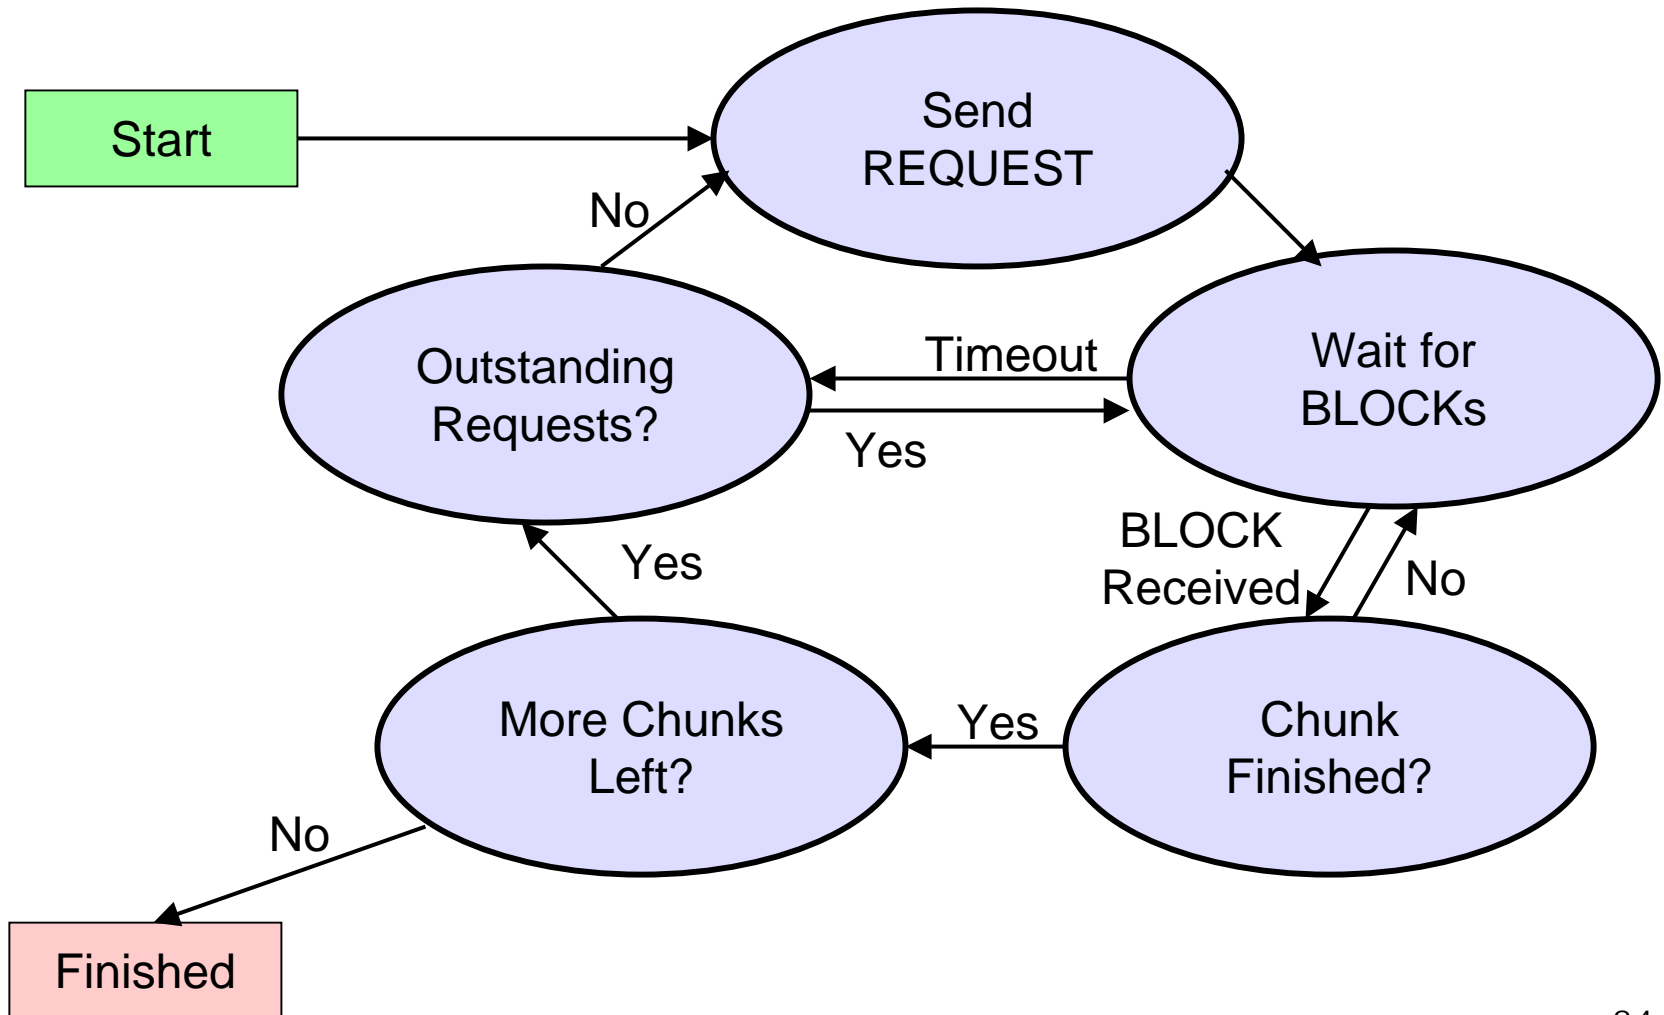 Send
REQUEST
Start
No
Outstanding
Requests?
Timeout
Yes
Wait for
BLOCKs
BLOCK
Received
No
Yes
More Chunks
Left?
Yes
Chunk
Finished?
No
Finished